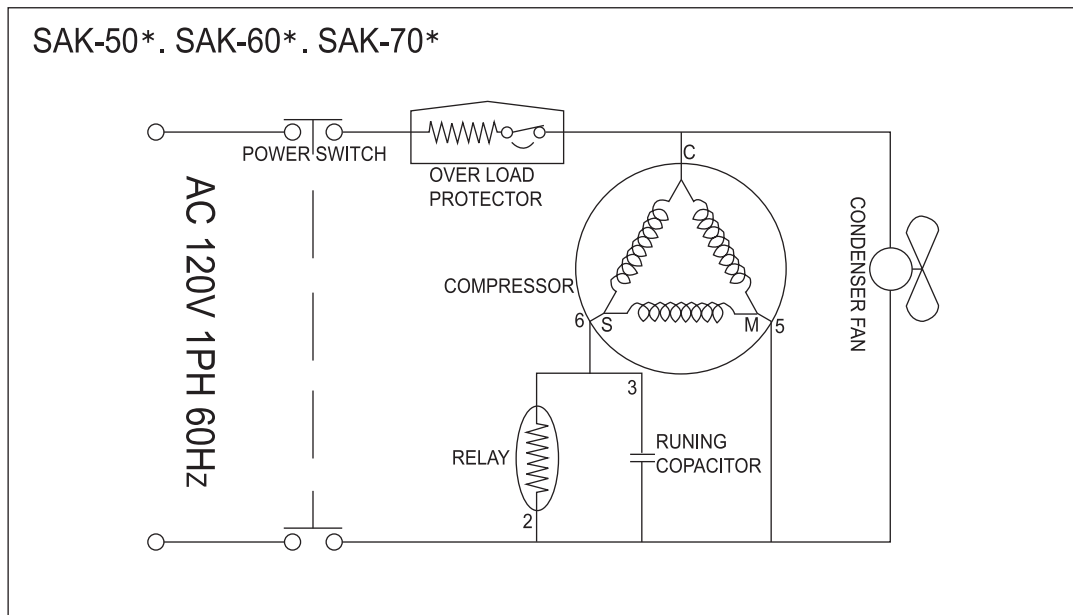 SAK-50*. SAK-60*. SAK-70*
POWER SWITCH
OVER LOAD
PROTECTOR
C
AC 120V 1PH 60Hz
COMPRESSOR
CONDENSER FAN
6
S
M
5
3
RELAY
RUNING
COPACITOR
2